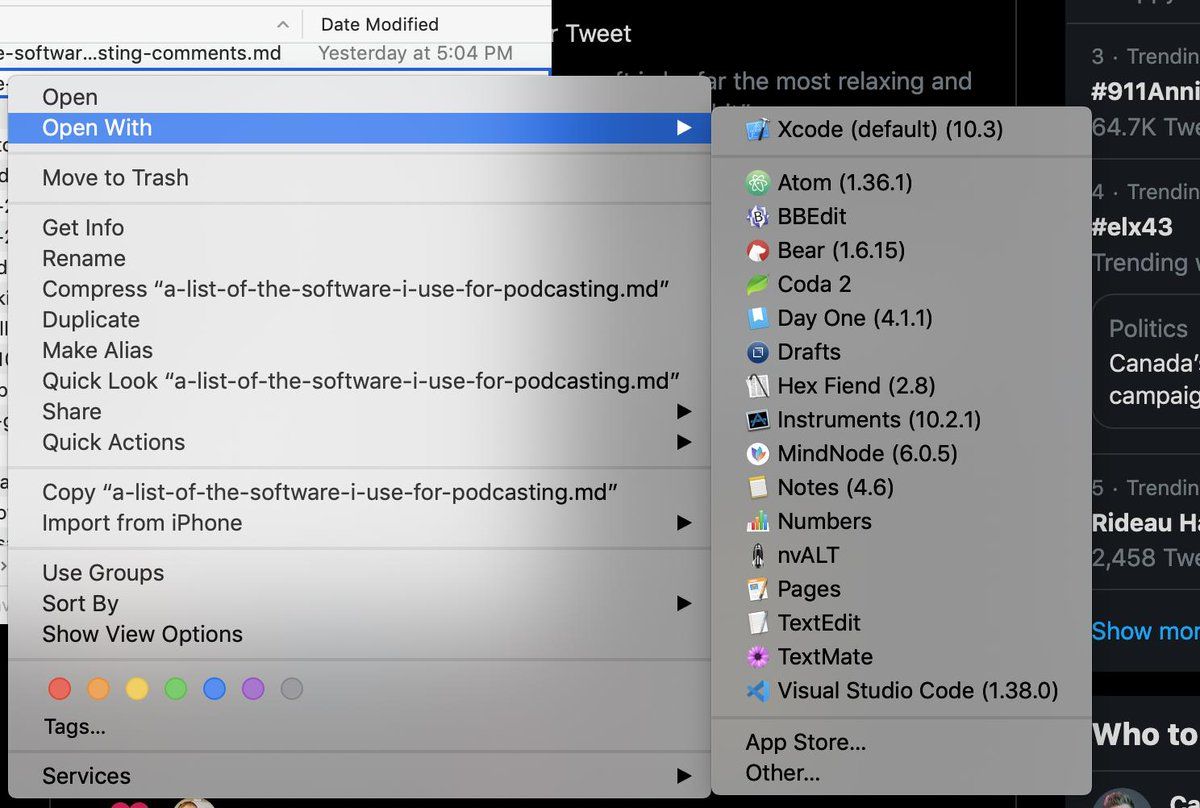 Date Modified
e-softwar...sting-comments.md
Yesterday at 5:04 PM
Open
Open With
Move to Trash
Get Info
Rename
Compress “a-list-of-the-software-i-use-for-podcasting.md”
Duplicate
Make Alias
Quick Look “a-list-of-the-software-i-use-for-podcasting.md”
Share
Quick Actions
Copy “a-list-of-the-software-i-use-for-podcasting.md”
Import from iPhone
Use Groups
Sort By
Show View Options
Tags...
Services
Xcode (default) (10.3)
Atom (1.36.1)
BBEdit
Bear (1.6.15)
Coda 2
Day One (4.1.1)
Drafts
Hex Fiend (2.8)
Instruments (10.2.1)
MindNode (6.0.5)
Notes (4.6)
Numbers
nvALT
Pages
TextEdit
TextMate
Visual Studio Code (1.38.0)
App Store...
Other...
r Tweet
far the most relaxing and
3 · Trendin
#911Anni
64.7K Twe
4 · Trendin
#elx43
Trending w
Politics
Canada's
campaig
5 · Trendin
Rideau Ha
2,458 Twe
Show mor
Who to
Ca